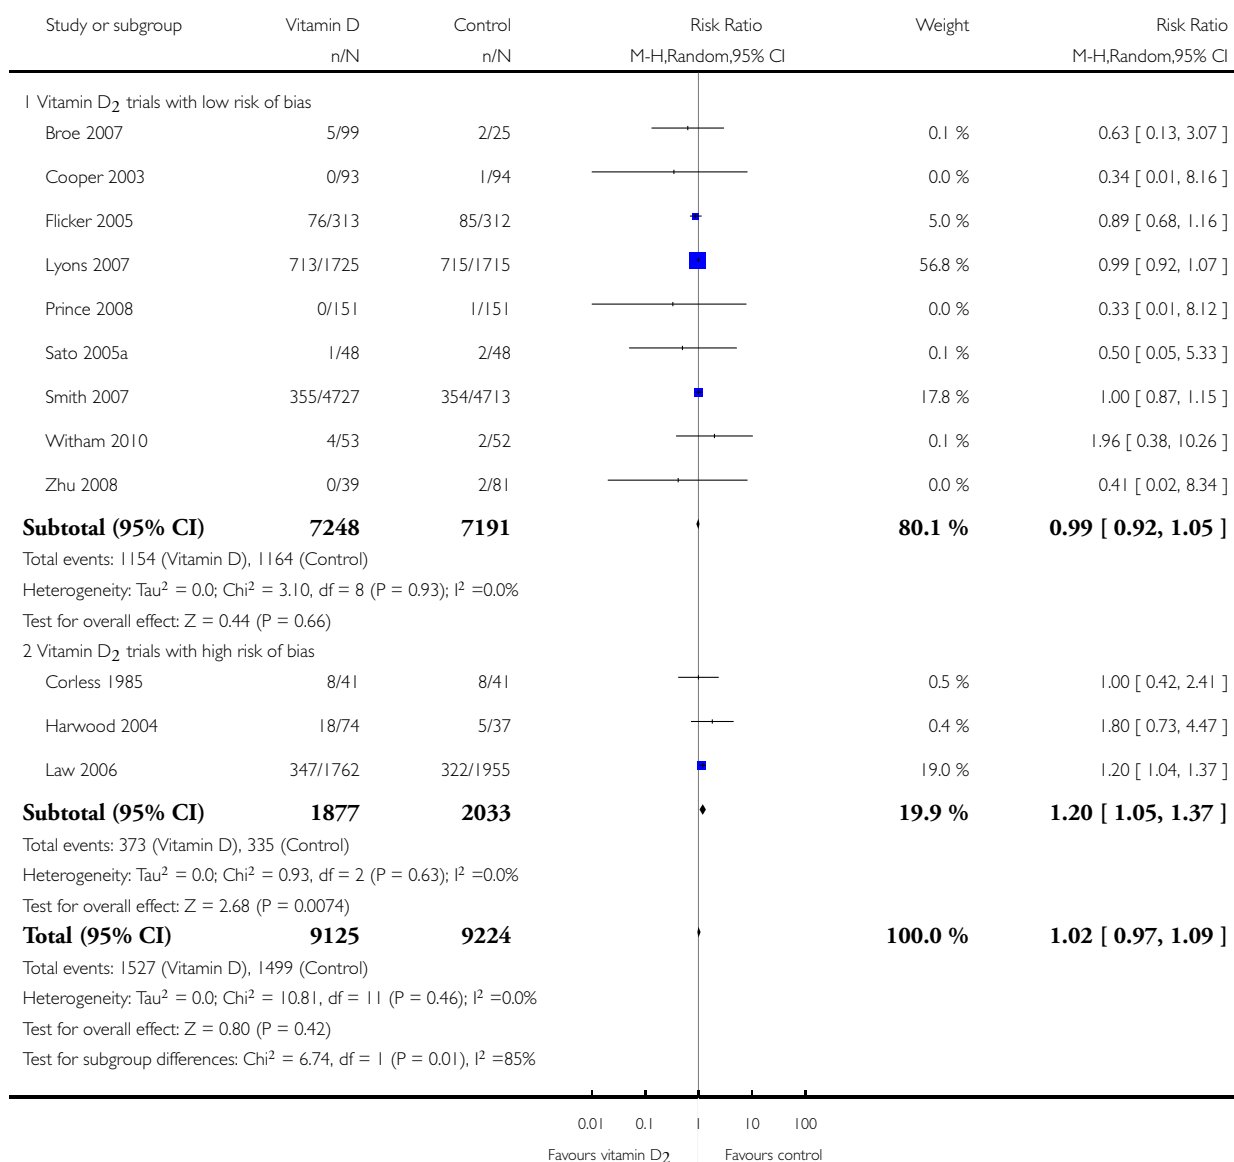 Study or subgroup Vitamin D Control Risk Ratio Weight Risk Ratio
n/N n/N M-H,Random,95% CI M-H,Random,95% CI
1 Vitamin D2 trials with low risk of bias
Broe 2007 5/99 2/25 0.1 % 0.63 [ 0.13, 3.07 ]
Cooper 2003 0/93 1/94 0.0 % 0.34 [ 0.01, 8.16 ]
Flicker 2005 76/313 85/312 5.0 % 0.89 [ 0.68, 1.16 ]
Lyons 2007 713/1725 715/1715 56.8 % 0.99 [ 0.92, 1.07 ]
Prince 2008 0/151 1/151 0.0 % 0.33 [ 0.01, 8.12 ]
Sato 2005a 1/48 2/48 0.1 % 0.50 [ 0.05, 5.33 ]
Smith 2007 355/4727 354/4713 17.8 % 1.00 [ 0.87, 1.15 ]
Witham 2010 4/53 2/52 0.1 % 1.96 [ 0.38, 10.26 ]
Zhu 2008 0/39 2/81 0.0 % 0.41 [ 0.02, 8.34 ]
Subtotal (95% CI) 7248 7191 80.1 % 0.99 [ 0.92, 1.05 ]
Total events: 1154 (Vitamin D), 1164 (Control)
Heterogeneity: Tau² = 0.0; Chi² = 3.10, df = 8 (P = 0.93); I² =0.0%
Test for overall effect: Z = 0.44 (P = 0.66)
2 Vitamin D2 trials with high risk of bias
Corless 1985 8/41 8/41 0.5 % 1.00 [ 0.42, 2.41 ]
Harwood 2004 18/74 5/37 0.4 % 1.80 [ 0.73, 4.47 ]
Law 2006 347/1762 322/1955 19.0 % 1.20 [ 1.04, 1.37 ]
Subtotal (95% CI) 1877 2033 19.9 % 1.20 [ 1.05, 1.37 ]
Total events: 373 (Vitamin D), 335 (Control)
Heterogeneity: Tau² = 0.0; Chi² = 0.93, df = 2 (P = 0.63); I² =0.0%
Test for overall effect: Z = 2.68 (P = 0.0074)
Total (95% CI) 9125 9224 100.0 % 1.02 [ 0.97, 1.09 ]
Total events: 1527 (Vitamin D), 1499 (Control)
Heterogeneity: Tau² = 0.0; Chi² = 10.81, df = 11 (P = 0.46); I² =0.0%
Test for overall effect: Z = 0.80 (P = 0.42)
Test for subgroup differences: Chi² = 6.74, df = 1 (P = 0.01), I² =85%
0.01 0.1 1 10 100
Favours vitamin D2 Favours control